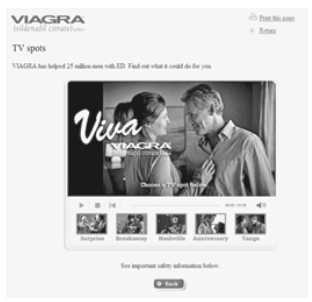 VIAGRA
(sildenafil citrate) tablets
Print this page
Return
TV spots
VIAGRA has helped 25 million men with ED. Find out what it could do for you.
Viva
VIAGRA
(sildenafil citrate)
Choose a TV spot below.
Surprise Breakaway Nashville Anniversary Tango
See important safety information below.
Back